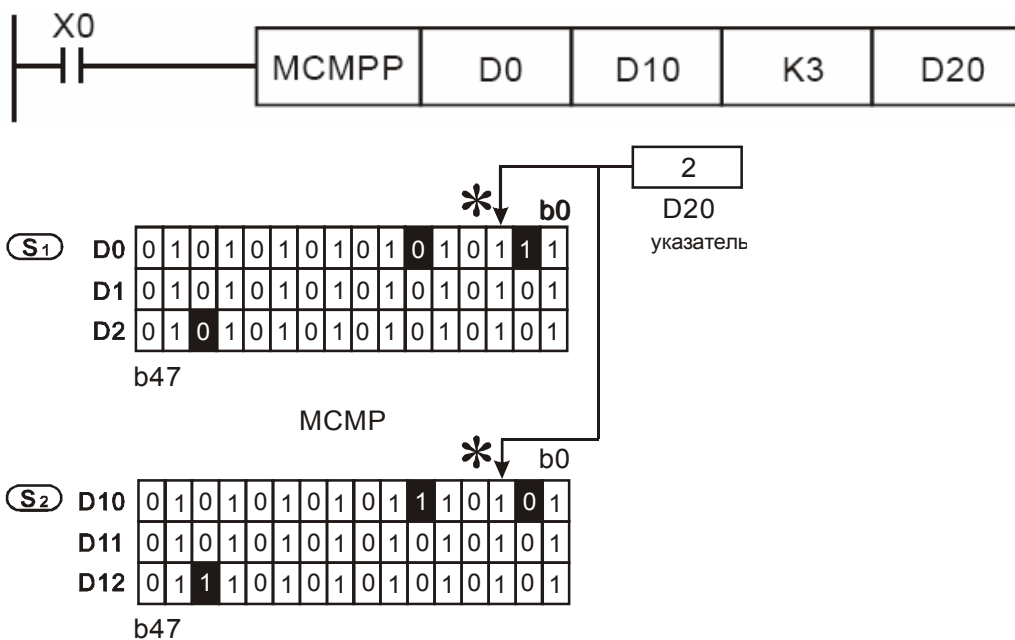 X0
MCMPP D0 D10 K3 D20
2
* b0 D20
указатель
S1 D0 0 1 0 1 0 1 0 1 0 1 0 1 0 1 1 1
D1 0 1 0 1 0 1 0 1 0 1 0 1 0 1 0 1
D2 0 1 0 1 0 1 0 1 0 1 0 1 0 1 0 1
b47
MCMP
* b0
S2 D10 0 1 0 1 0 1 0 1 0 1 1 1 0 1 0 1
D11 0 1 0 1 0 1 0 1 0 1 0 1 0 1 0 1
D12 0 1 1 1 0 1 0 1 0 1 0 1 0 1 0 1
b47